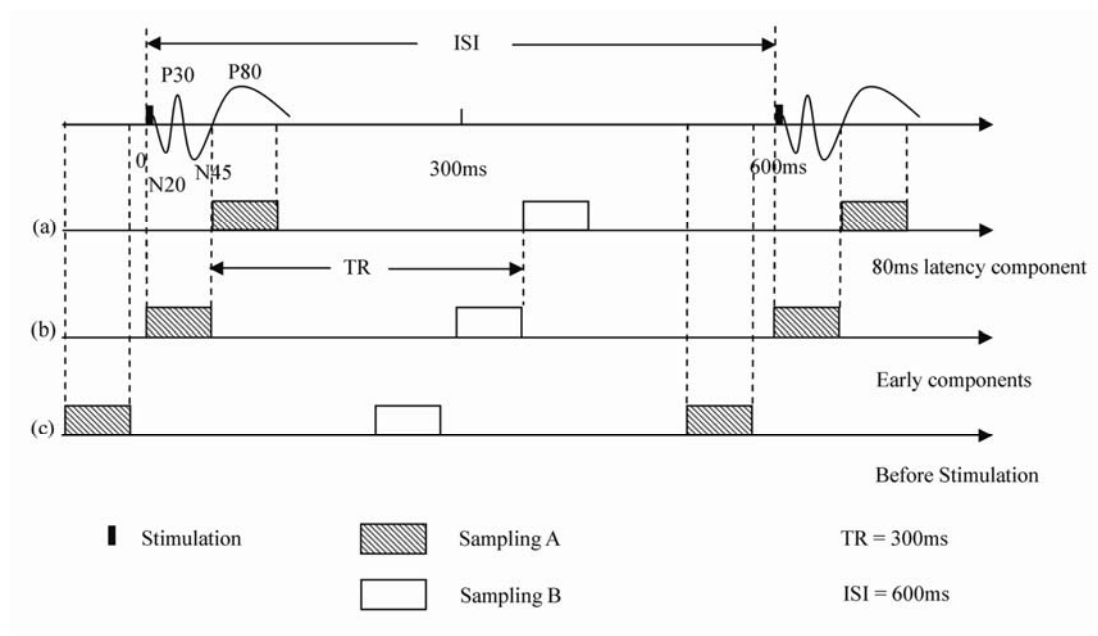 ISI
P30
P80
0
N20
N45
300ms
600ms
(a)
80ms latency component
TR
(b)
Early components
(c)
Before Stimulation
Stimulation
Sampling A
TR = 300ms
Sampling B
ISI = 600ms